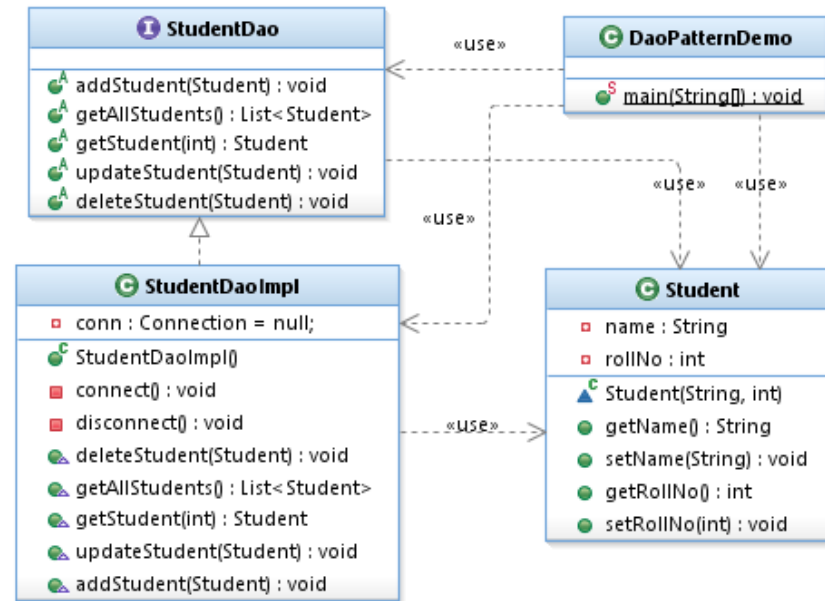 I StudentDao
A addStudent(Student) : void
A getAllStudents() : List<Student>
A getStudent(int) : Student
A updateStudent(Student) : void
A deleteStudent(Student) : void
«use»
C DaoPatternDemo
S main(String[]) : void
«use»
«use»
«use»
C StudentDaoImpl
conn : Connection = null;
C StudentDaoImpl()
connect() : void
disconnect() : void
deleteStudent(Student) : void
getAllStudents() : List<Student>
getStudent(int) : Student
updateStudent(Student) : void
addStudent(Student) : void
«use»
C Student
name : String
rollNo : int
C Student(String, int)
getName() : String
setName(String) : void
getRollNo() : int
setRollNo(int) : void